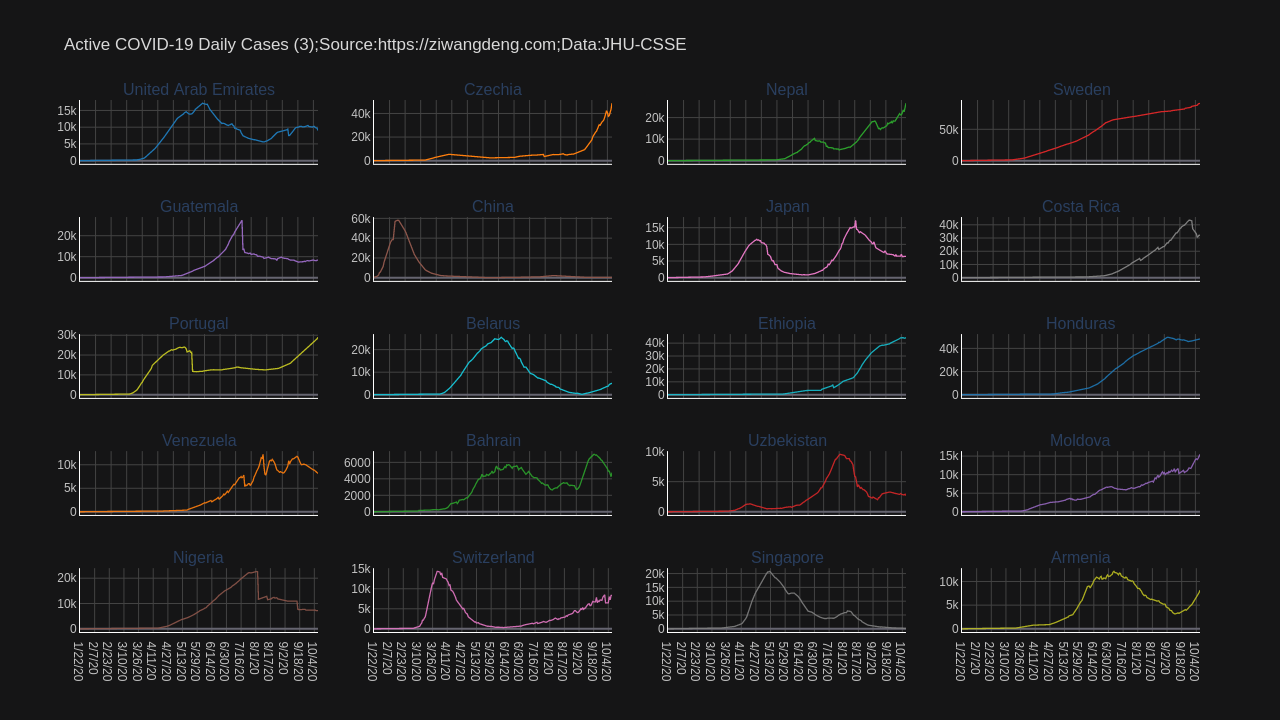 Active COVID-19 Daily Cases (3);Source:https://ziwangdeng.com;Data:JHU-CSSE
United Arab Emirates
15k
10k
5k
0
Czechia
40k
20k
0
Nepal
20k
10k
0
Sweden
50k
0
Guatemala
20k
10k
0
China
60k
40k
20k
0
Japan
15k
10k
5k
0
Costa Rica
40k
30k
20k
10k
0
Portugal
30k
20k
10k
0
Belarus
20k
10k
0
Ethiopia
40k
30k
20k
10k
0
Honduras
40k
20k
0
Venezuela
10k
5k
0
Bahrain
6000
4000
2000
0
Uzbekistan
10k
5k
0
Moldova
15k
10k
5k
0
Nigeria
20k
10k
0
1/22/20
2/7/20
2/23/20
3/10/20
3/26/20
4/11/20
4/27/20
5/13/20
5/29/20
6/14/20
6/30/20
7/16/20
8/1/20
8/17/20
9/2/20
9/18/20
10/4/20
Switzerland
15k
10k
5k
0
1/22/20
2/7/20
2/23/20
3/10/20
3/26/20
4/11/20
4/27/20
5/13/20
5/29/20
6/14/20
6/30/20
7/16/20
8/1/20
8/17/20
9/2/20
9/18/20
10/4/20
Singapore
20k
15k
10k
5k
0
1/22/20
2/7/20
2/23/20
3/10/20
3/26/20
4/11/20
4/27/20
5/13/20
5/29/20
6/14/20
6/30/20
7/16/20
8/1/20
8/17/20
9/2/20
9/18/20
10/4/20
Armenia
10k
5k
0
1/22/20
2/7/20
2/23/20
3/10/20
3/26/20
4/11/20
4/27/20
5/13/20
5/29/20
6/14/20
6/30/20
7/16/20
8/1/20
8/17/20
9/2/20
9/18/20
10/4/20